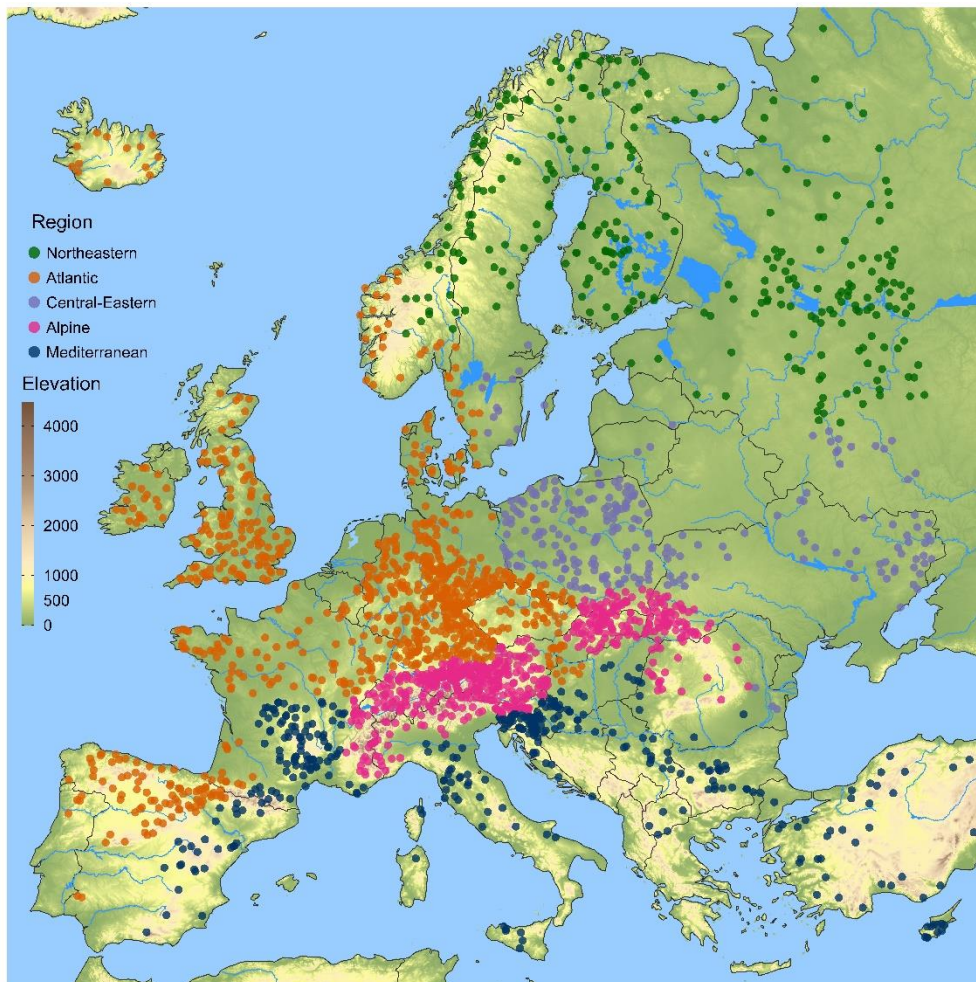 Region
Northeastern
Atlantic
Central-Eastern
Alpine
Mediterranean
Elevation
4000
3000
2000
1000
500
0